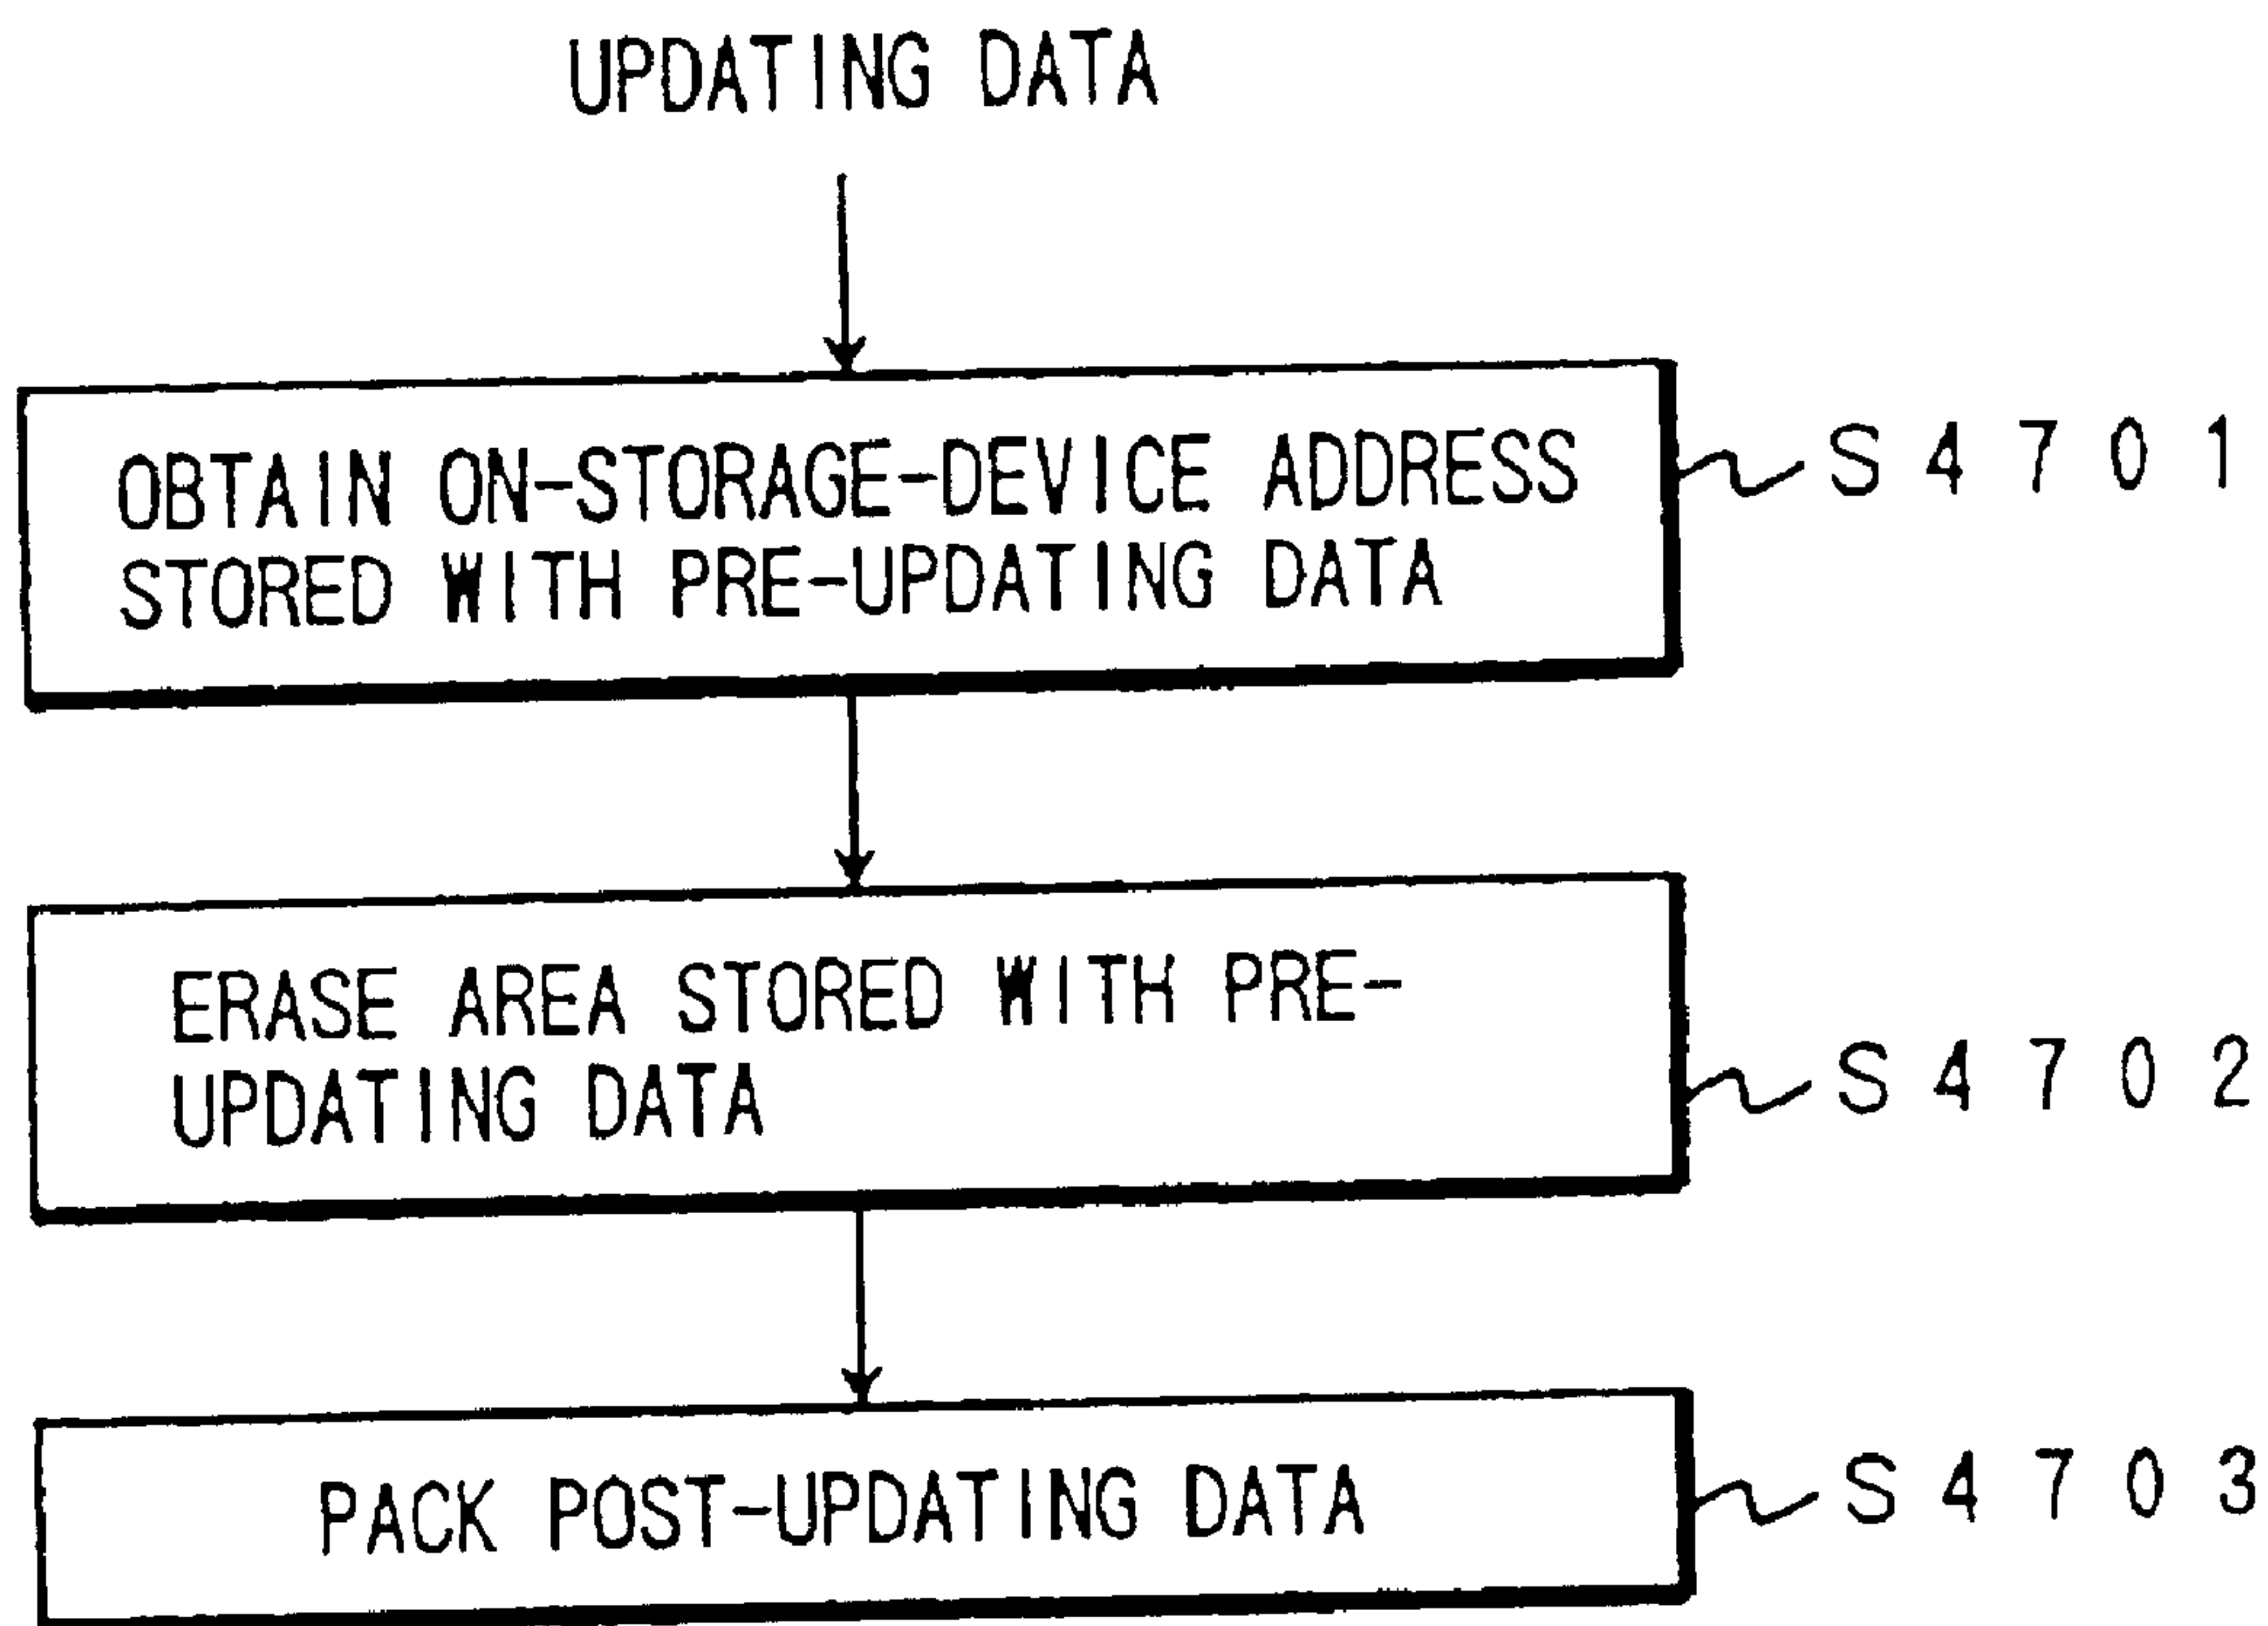 UPDATING DATA
OBTAIN ON-STORAGE-DEVICE ADDRESS
STORED WITH PRE-UPDATING DATA
S4701
ERASE AREA STORED WITH PRE-
UPDATING DATA
S4702
PACK POST-UPDATING DATA
S4703